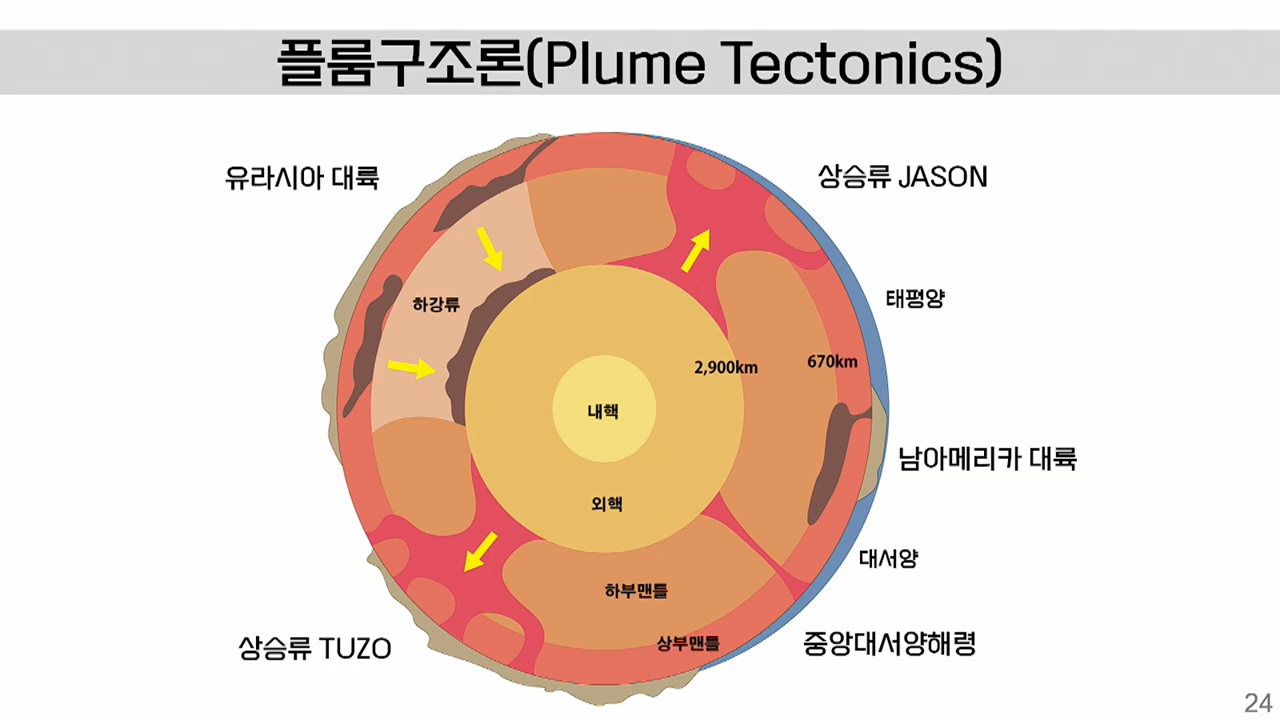 플룸구조론(Plume Tectonics)
유라시아 대륙
상승류 JASON
하강류
태평양
2,900km
670km
내핵
남아메리카 대륙
외핵
대서양
하부맨틀
상부맨틀
상승류 TUZO
중앙대서양해령
24